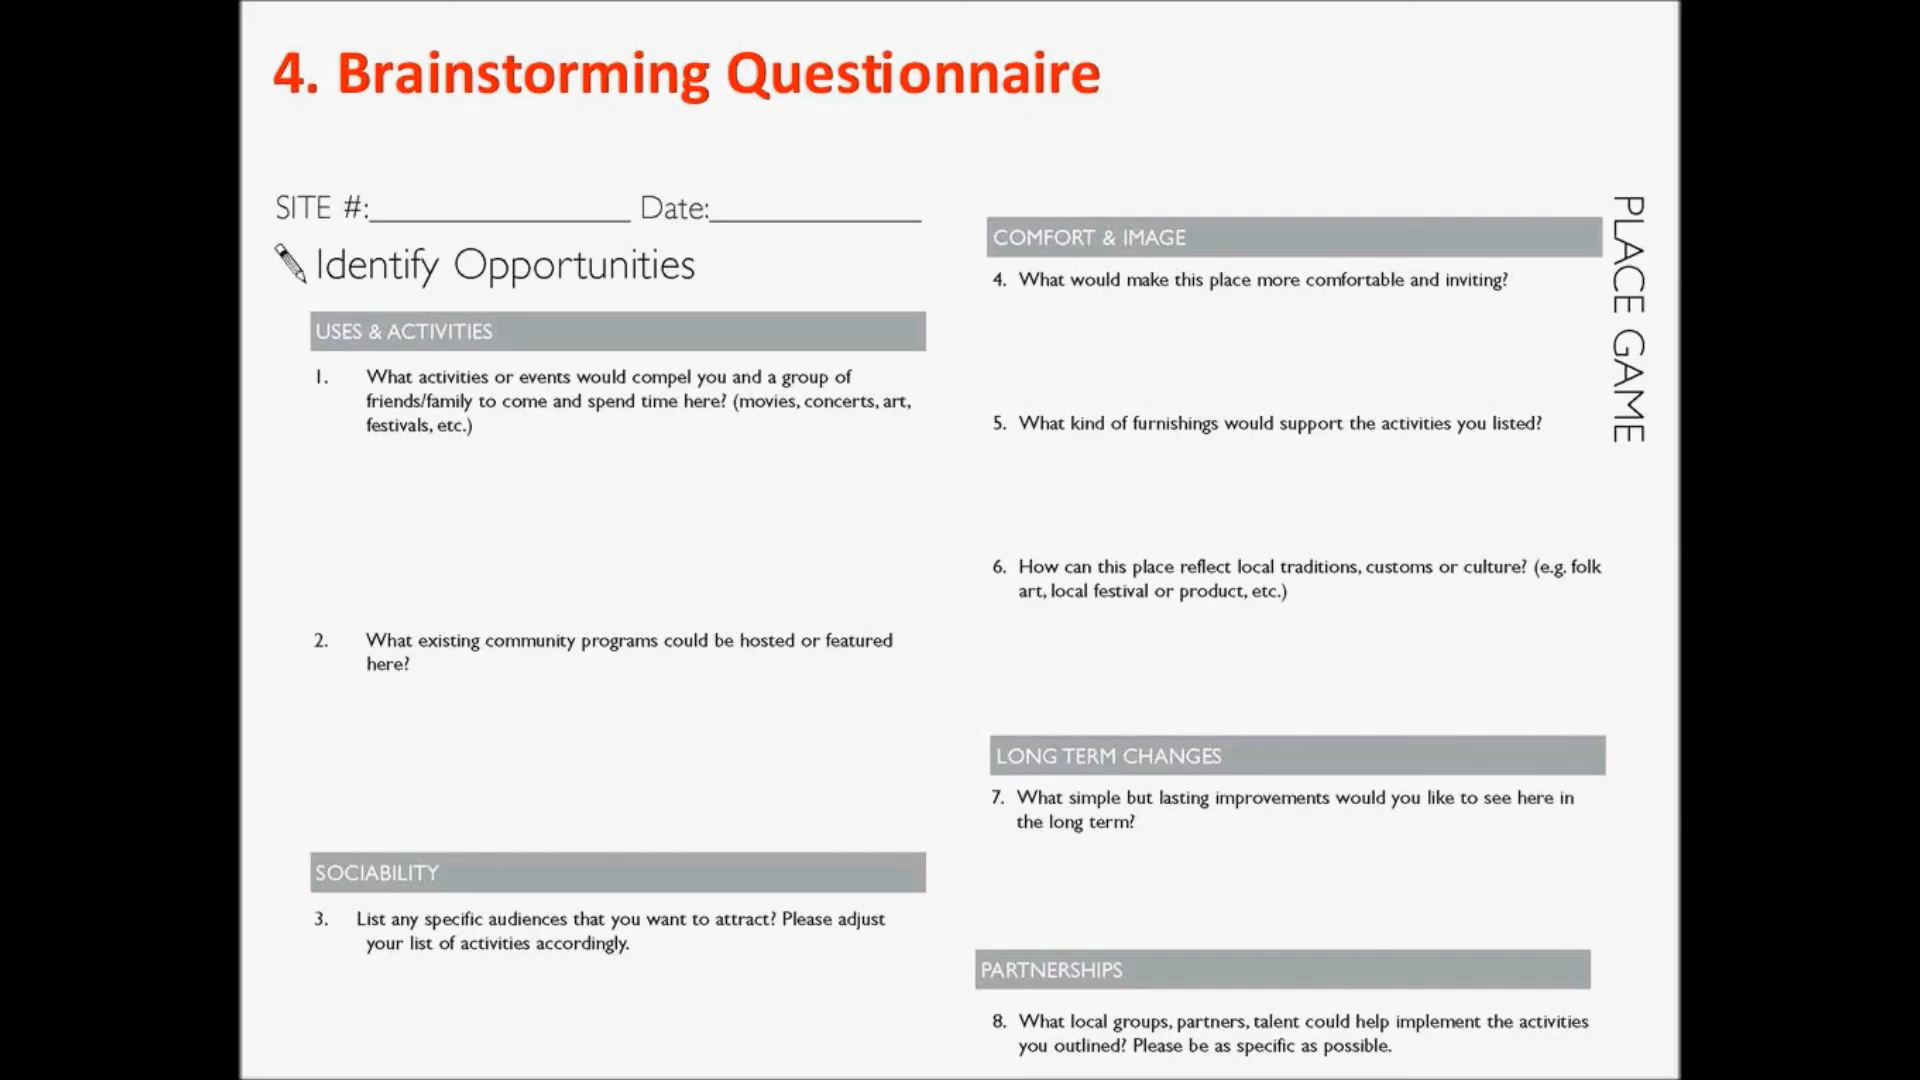 4. Brainstorming Questionnaire
SITE #:__________________ Date:______________
Identify Opportunities
USES & ACTIVITIES
1. What activities or events would compel you and a group of
friends/family to come and spend time here? (movies, concerts, art,
festivals, etc.)
2. What existing community programs could be hosted or featured
here?
SOCIABILITY
3. List any specific audiences that you want to attract? Please adjust
your list of activities accordingly.
COMFORT & IMAGE
4. What would make this place more comfortable and inviting?
5. What kind of furnishings would support the activities you listed?
6. How can this place reflect local traditions, customs or culture? (e.g. folk
art, local festival or product, etc.)
LONG TERM CHANGES
7. What simple but lasting improvements would you like to see here in
the long term?
PARTNERSHIPS
8. What local groups, partners, talent could help implement the activities
you outlined? Please be as specific as possible.
PLACE GAME